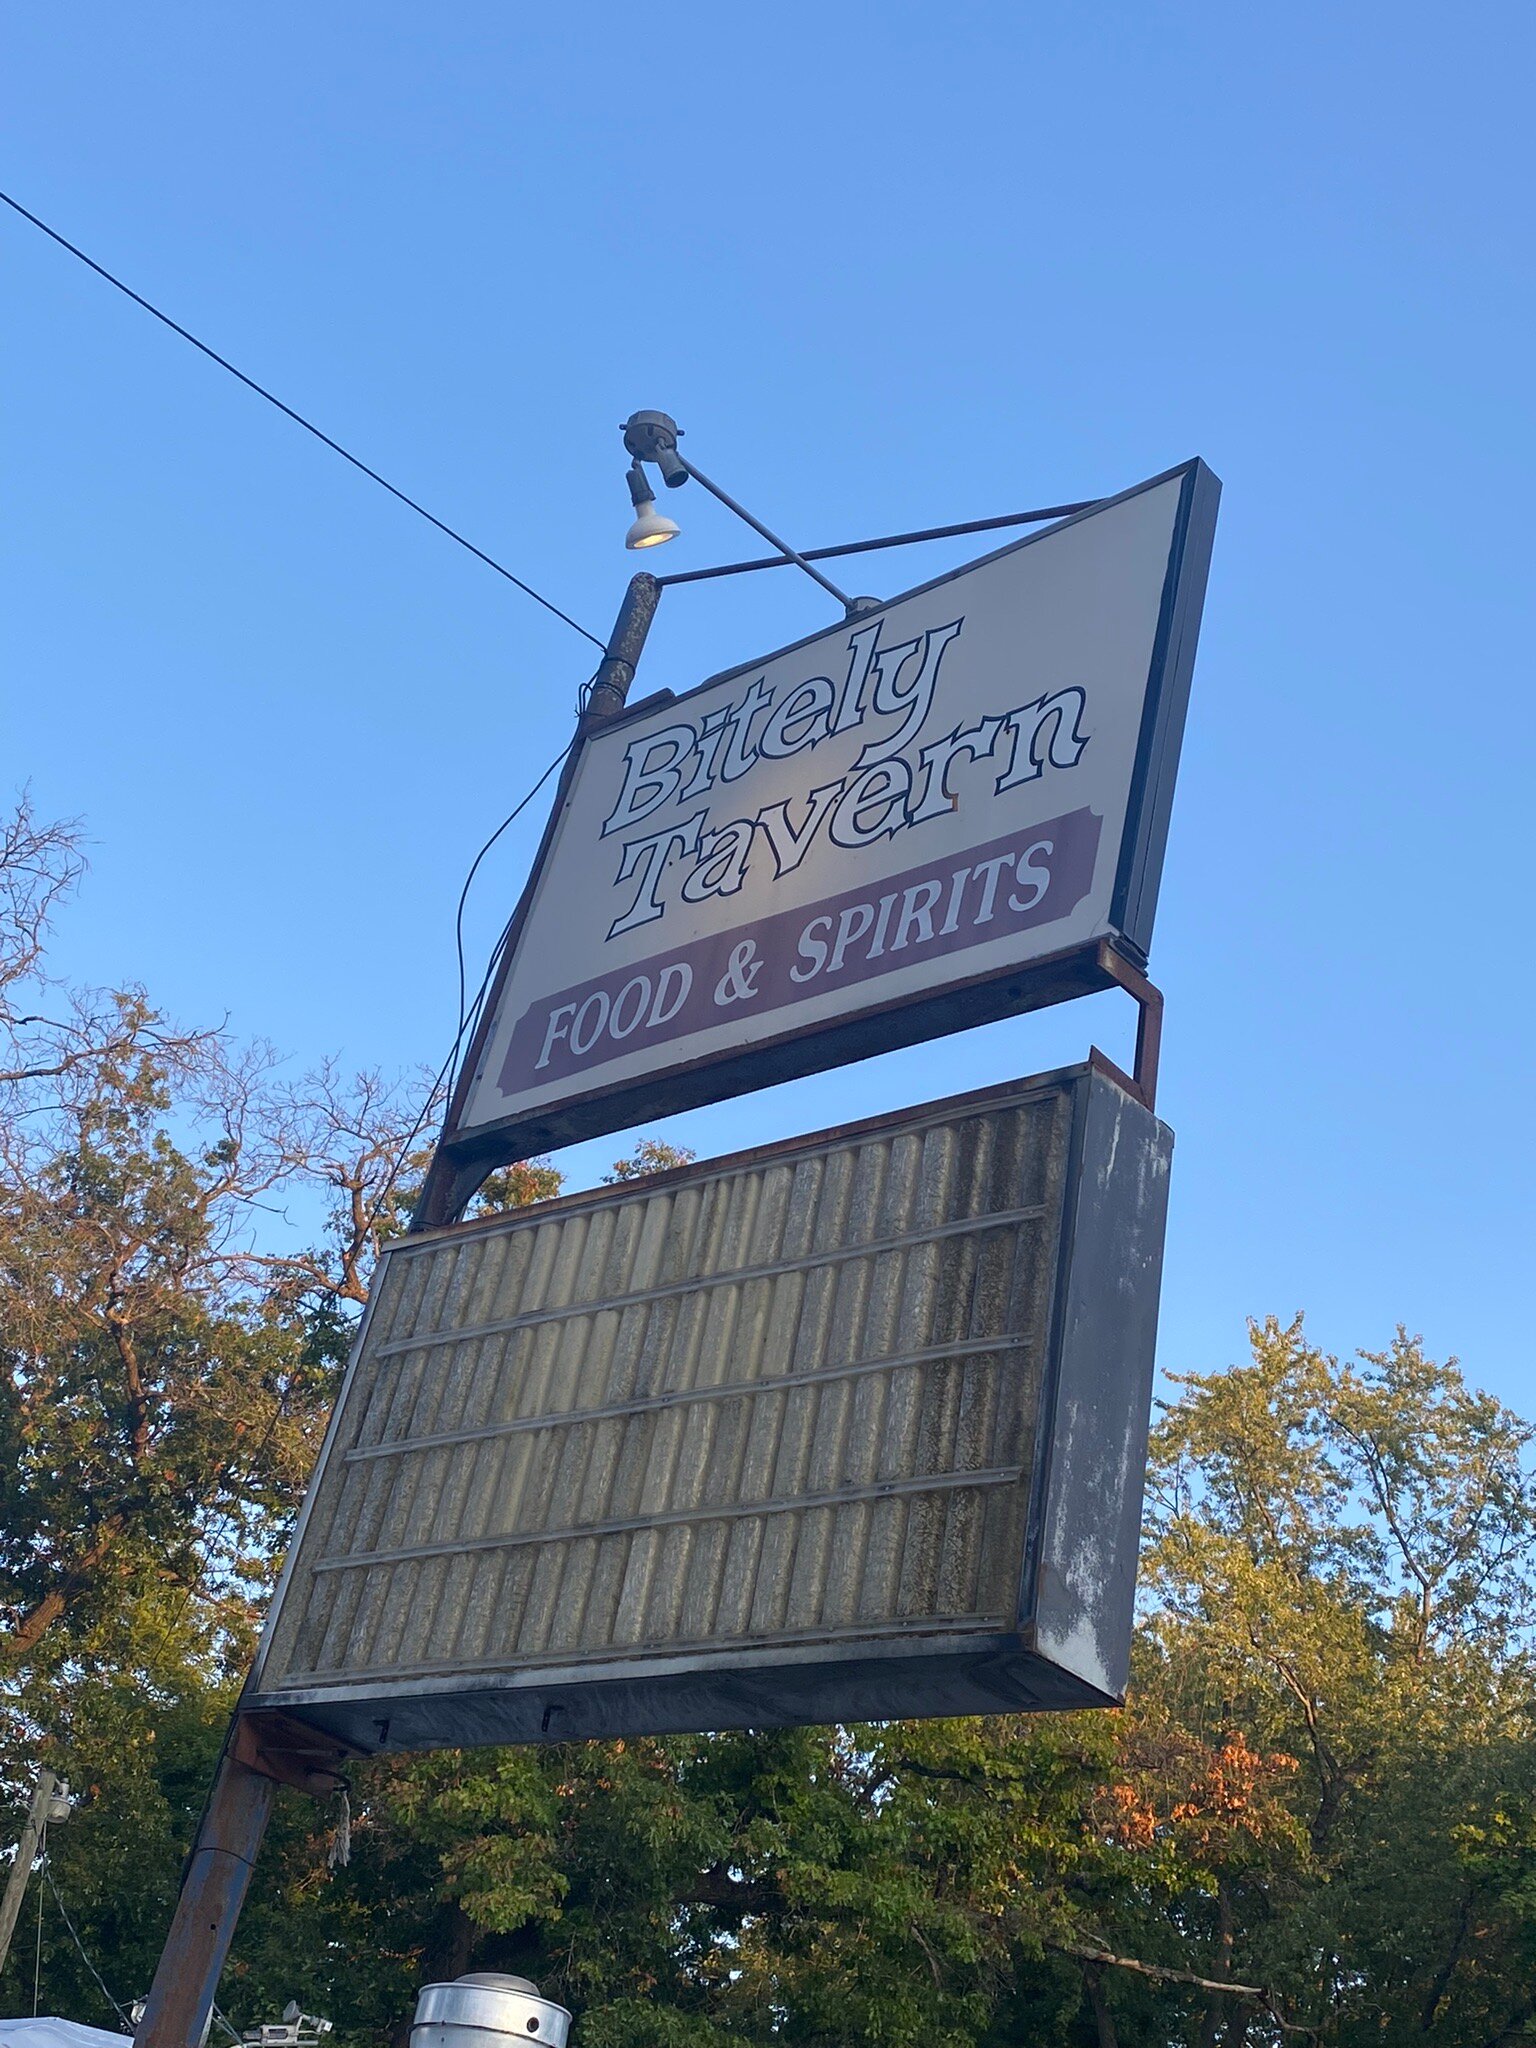 Bitely
Tavern
FOOD & SPIRITS